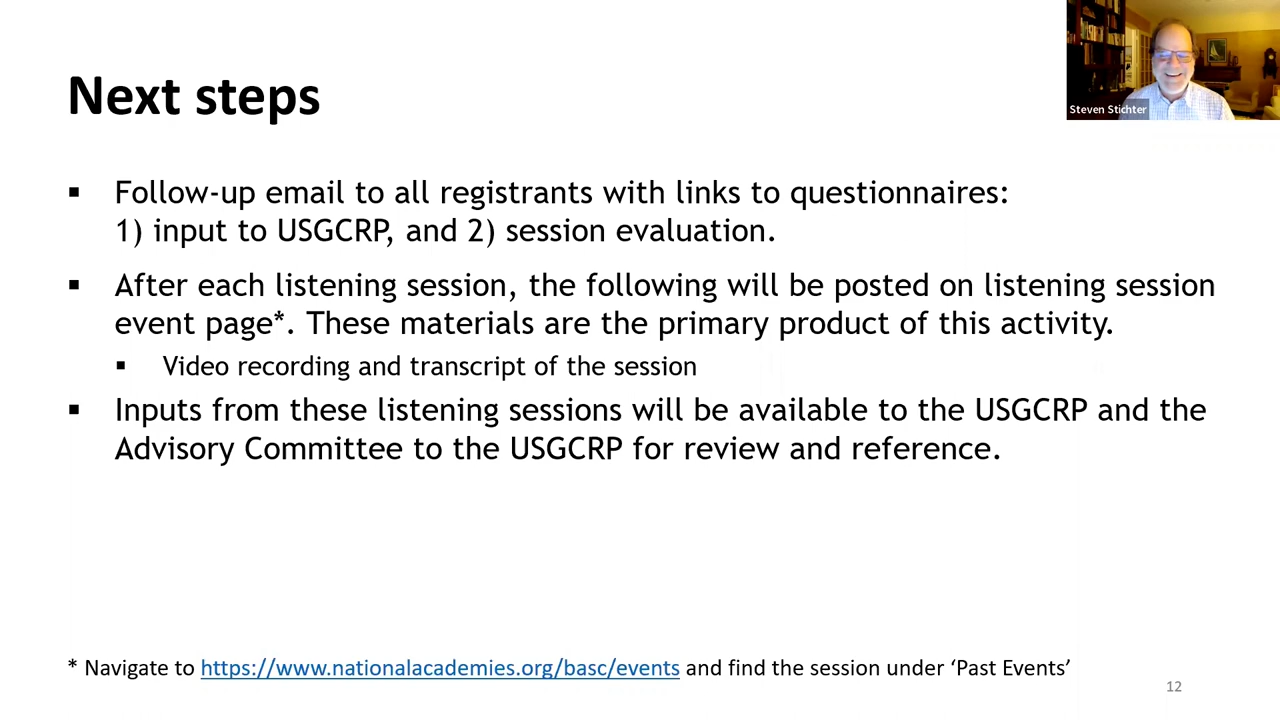 Steven Stichter
Next steps
▪ Follow-up email to all registrants with links to questionnaires:
1) input to USGCRP, and 2) session evaluation.
▪ After each listening session, the following will be posted on listening session
event page*. These materials are the primary product of this activity.
▪ Video recording and transcript of the session
▪ Inputs from these listening sessions will be available to the USGCRP and the
Advisory Committee to the USGCRP for review and reference.
* Navigate to https://www.nationalacademies.org/basc/events and find the session under ‘Past Events’
12